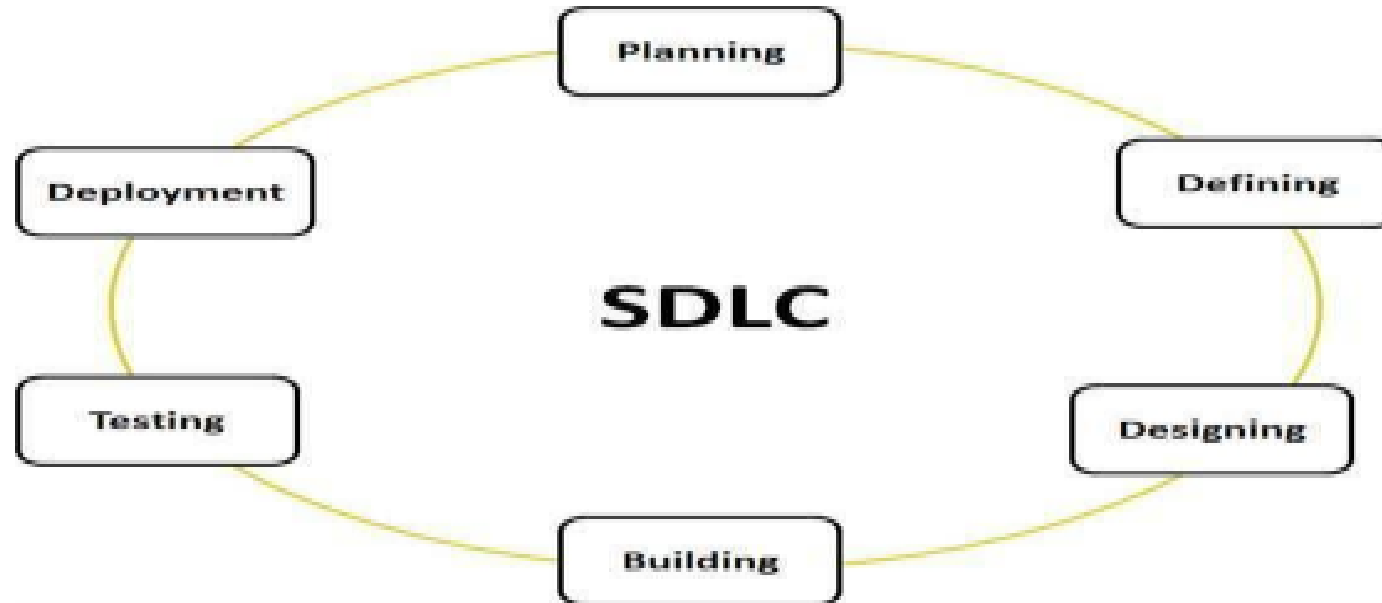 Planning
Deployment
Defining
SDLC
Testing
Designing
Building